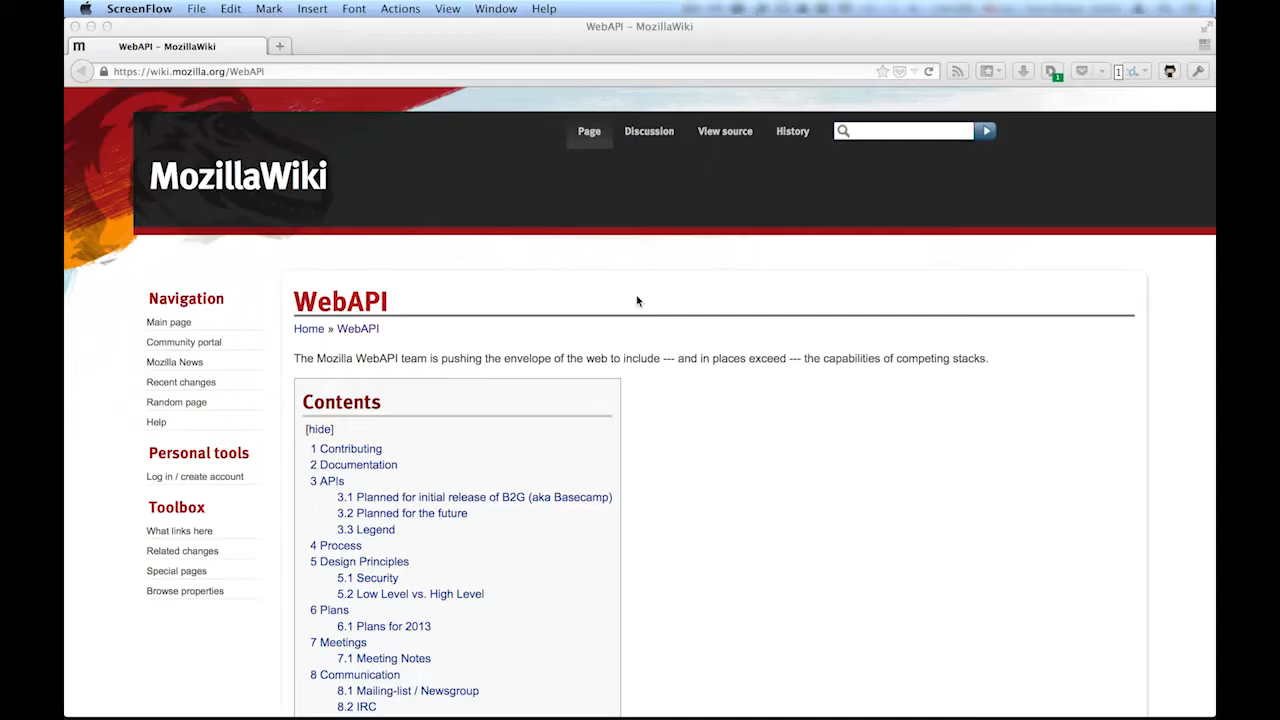 ScreenFlow File Edit Mark Insert Font Actions View Window Help
WebAPI – MozillaWiki
m WebAPI – MozillaWiki +
https://wiki.mozilla.org/WebAPI
1
1
Page Discussion View source History
MozillaWiki
Navigation
Main page
Community portal
Mozilla News
Recent changes
Random page
Help
Personal tools
Log in / create account
Toolbox
What links here
Related changes
Special pages
Browse properties
WebAPI
Home » WebAPI
The Mozilla WebAPI team is pushing the envelope of the web to include --- and in places exceed --- the capabilities of competing stacks.
Contents
[hide]
1 Contributing
2 Documentation
3 APIs
3.1 Planned for initial release of B2G (aka Basecamp)
3.2 Planned for the future
3.3 Legend
4 Process
5 Design Principles
5.1 Security
5.2 Low Level vs. High Level
6 Plans
6.1 Plans for 2013
7 Meetings
7.1 Meeting Notes
8 Communication
8.1 Mailing-list / Newsgroup
8.2 IRC